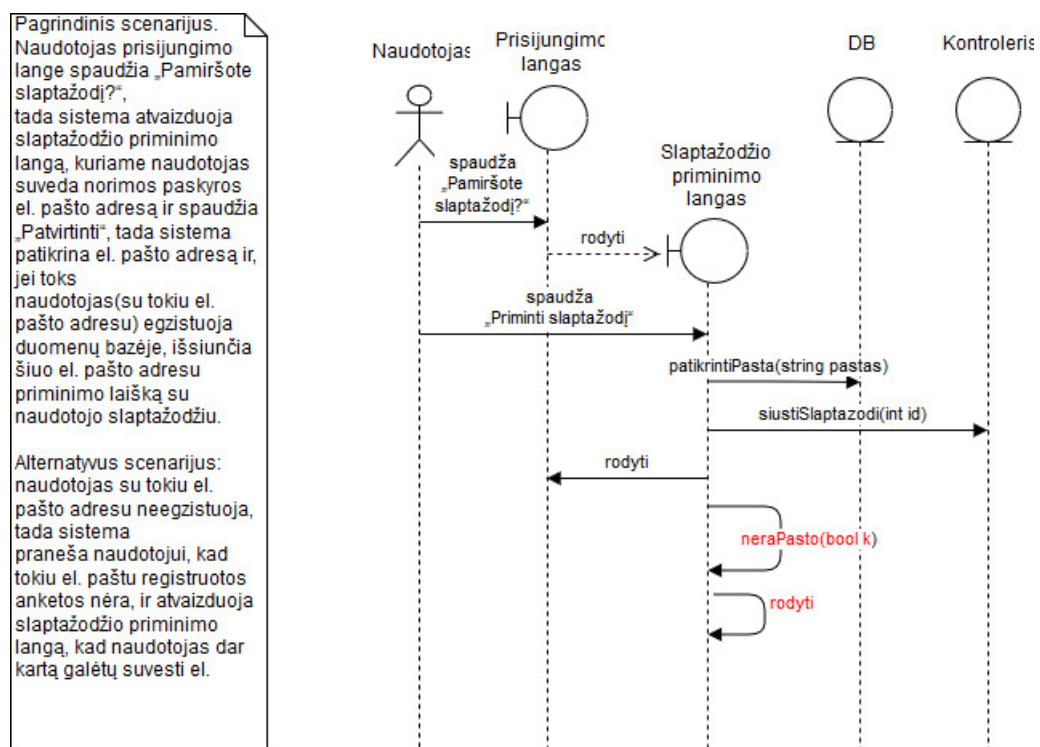 Pagrindinis scenarijus.
Naudotojas prisijungimo
lange spaudžia „Pamiršote
slaptažodį?“,
tada sistema atvaizduoja
slaptažodžio priminimo
langą, kuriame naudotojas
suveda norimos paskyros
el. pašto adresą ir spaudžia
„Patvirtinti“, tada sistema
patikrina el. pašto adresą ir,
jei toks
naudotojas(su tokiu el.
pašto adresu) egzistuoja
duomenų bazėje, išsiunčia
šiuo el. pašto adresu
priminimo laišką su
naudotojo slaptažodžiu.
Alternatyvus scenarijus:
naudotojas su tokiu el.
pašto adresu neegzistuoja,
tada sistema
praneša naudotojui, kad
tokiu el. paštu registruotos
anketos nėra, ir atvaizduoja
slaptažodžio priminimo
langą, kad naudotojas dar
kartą galėtų suvesti el.
Naudotojas
Prisijungimo
langas
DB
Kontroleris
Slaptažodžio
priminimo
langas
spaudža
„Pamiršote
slaptažodį?“
rodyti
spaudža
„Priminti slaptažodį“
patikrintiPasta(string pastas)
siustiSlaptazodi(int id)
rodyti
neraPasto(bool k)
rodyti